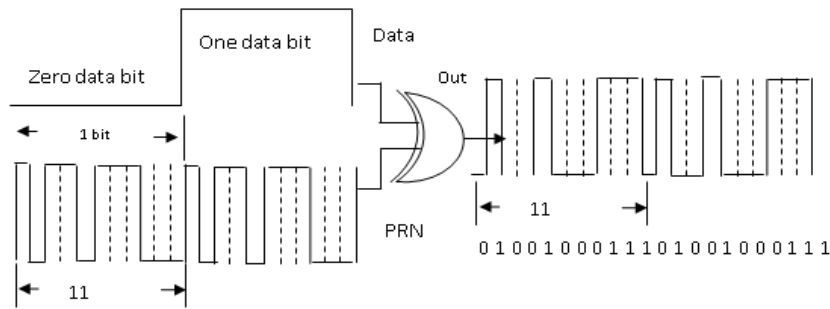 One data bit
Data
Zero data bit
Out
1 bit
11
PRN
0 1 0 0 1 0 0 0 1 1 1 0 1 0 0 1 0 0 0 1 1 1
11